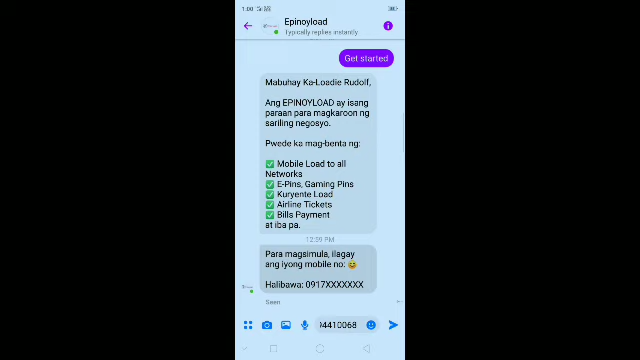 1:00
Epinoyload
Typically replies instantly
Get started
Mabuhay Ka-Loadie Rudolf,
Ang EPINOYLOAD ay isang
paraan para magkaroon ng
sariling negosyo.
Pwede ka mag-benta ng:
✅ Mobile Load to all
Networks
✅ E-Pins, Gaming Pins
✅ Kuryente Load
✅ Airline Tickets
✅ Bills Payment
at iba pa.
12:59 PM
Para magsimula, ilagay
ang iyong mobile no: 😊
Halibawa: 0917XXXXXXX
Seen
4410068